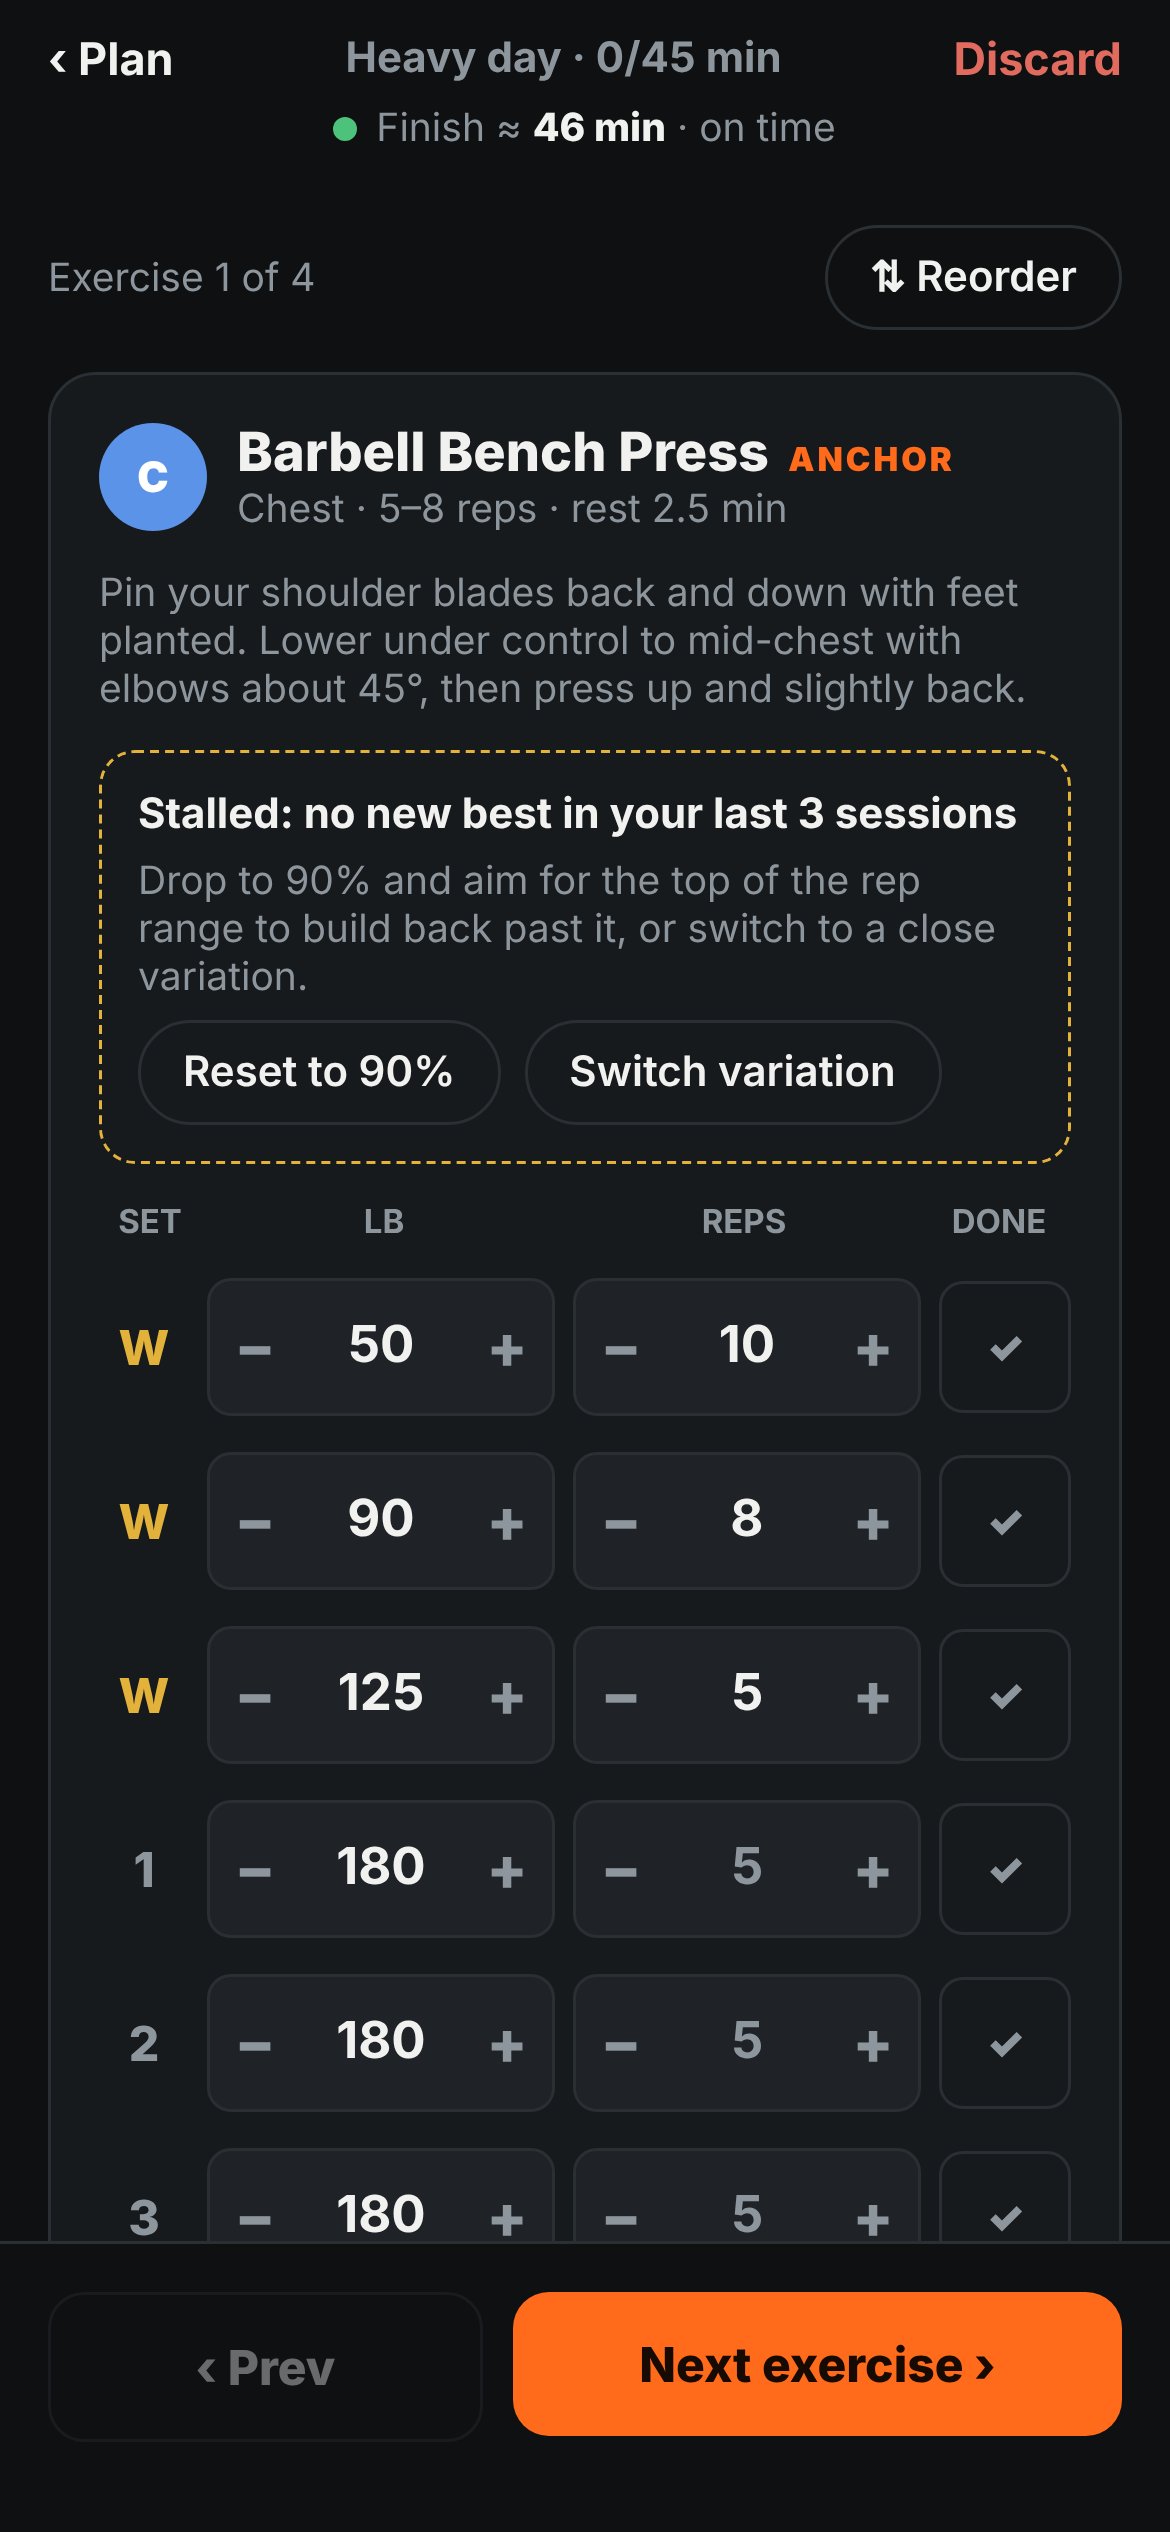 ‹ Plan
Heavy day · 0/45 min
Discard
Finish ≈ 46 min · on time
Exercise 1 of 4
⇅ Reorder
C
Barbell Bench Press ANCHOR
Chest · 5–8 reps · rest 2.5 min
Pin your shoulder blades back and down with feet
planted. Lower under control to mid-chest with
elbows about 45°, then press up and slightly back.
Stalled: no new best in your last 3 sessions
Drop to 90% and aim for the top of the rep
range to build back past it, or switch to a close
variation.
Reset to 90%
Switch variation
SET LB REPS DONE
W − 50 + − 10 + ✓
W − 90 + − 8 + ✓
W − 125 + − 5 + ✓
1 − 180 + − 5 + ✓
2 − 180 + − 5 + ✓
3 − 180 + − 5 + ✓
‹ Prev
Next exercise ›